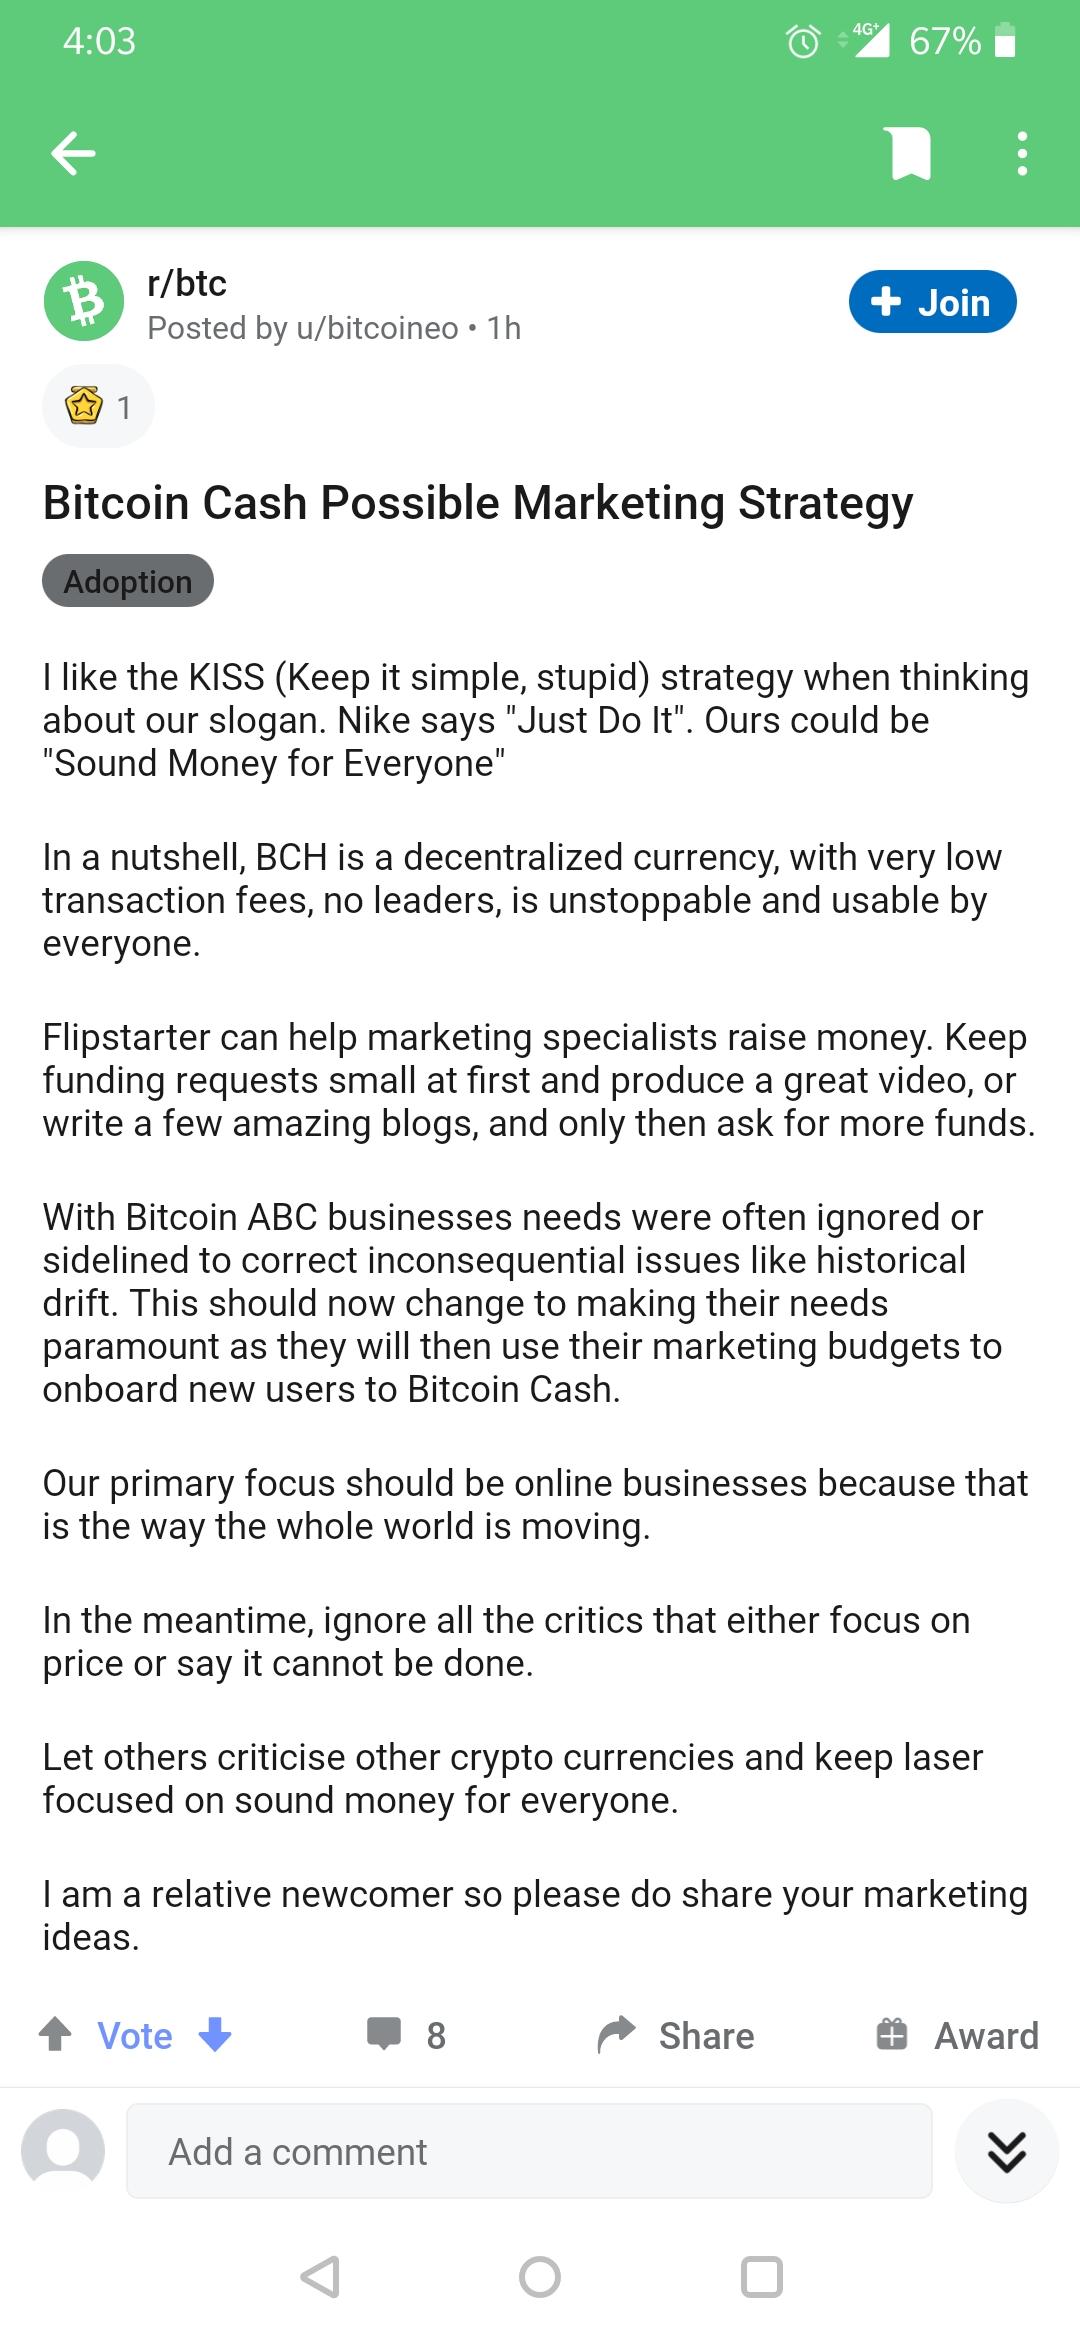 4:03
4G+ 67%
r/btc
Posted by u/bitcoineo • 1h
+ Join
1
Bitcoin Cash Possible Marketing Strategy
Adoption
I like the KISS (Keep it simple, stupid) strategy when thinking
about our slogan. Nike says "Just Do It". Ours could be
"Sound Money for Everyone"
In a nutshell, BCH is a decentralized currency, with very low
transaction fees, no leaders, is unstoppable and usable by
everyone.
Flipstarter can help marketing specialists raise money. Keep
funding requests small at first and produce a great video, or
write a few amazing blogs, and only then ask for more funds.
With Bitcoin ABC businesses needs were often ignored or
sidelined to correct inconsequential issues like historical
drift. This should now change to making their needs
paramount as they will then use their marketing budgets to
onboard new users to Bitcoin Cash.
Our primary focus should be online businesses because that
is the way the whole world is moving.
In the meantime, ignore all the critics that either focus on
price or say it cannot be done.
Let others criticise other crypto currencies and keep laser
focused on sound money for everyone.
I am a relative newcomer so please do share your marketing
ideas.
Vote 8 Share Award
Add a comment